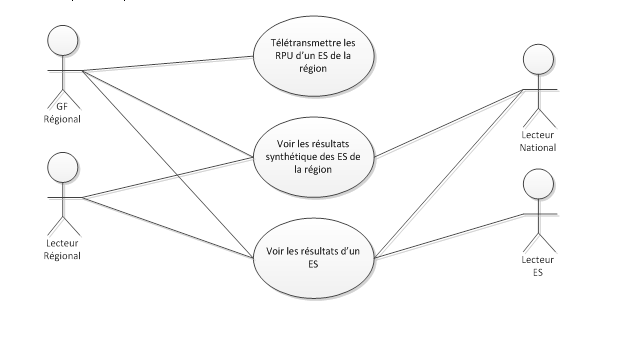 Télétransmettre les
RPU d'un ES de la
région
GF
Régional
Lecteur
National
Voir les résultats
synthétique des ES de
la région
Lecteur
Régional
Voir les résultats d'un
ES
Lecteur
ES